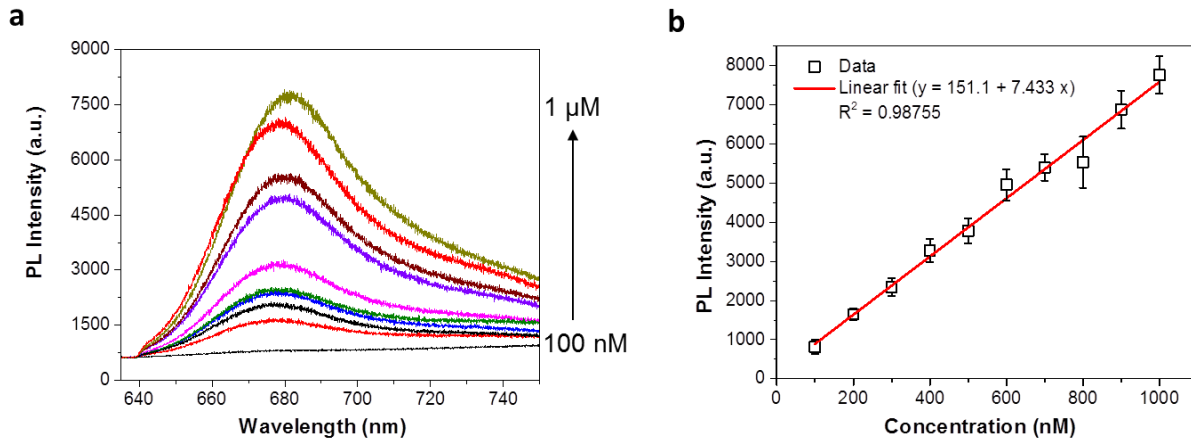 a
9000
7500
6000
4500
3000
1500
0
PL Intensity (a.u.)
640 660 680 700 720 740
Wavelength (nm)
1 µM
100 nM
b
8000
7000
6000
5000
4000
3000
2000
1000
0
PL Intensity (a.u.)
Data
Linear fit (y = 151.1 + 7.433 x)
R² = 0.98755
0 200 400 600 800 1000
Concentration (nM)